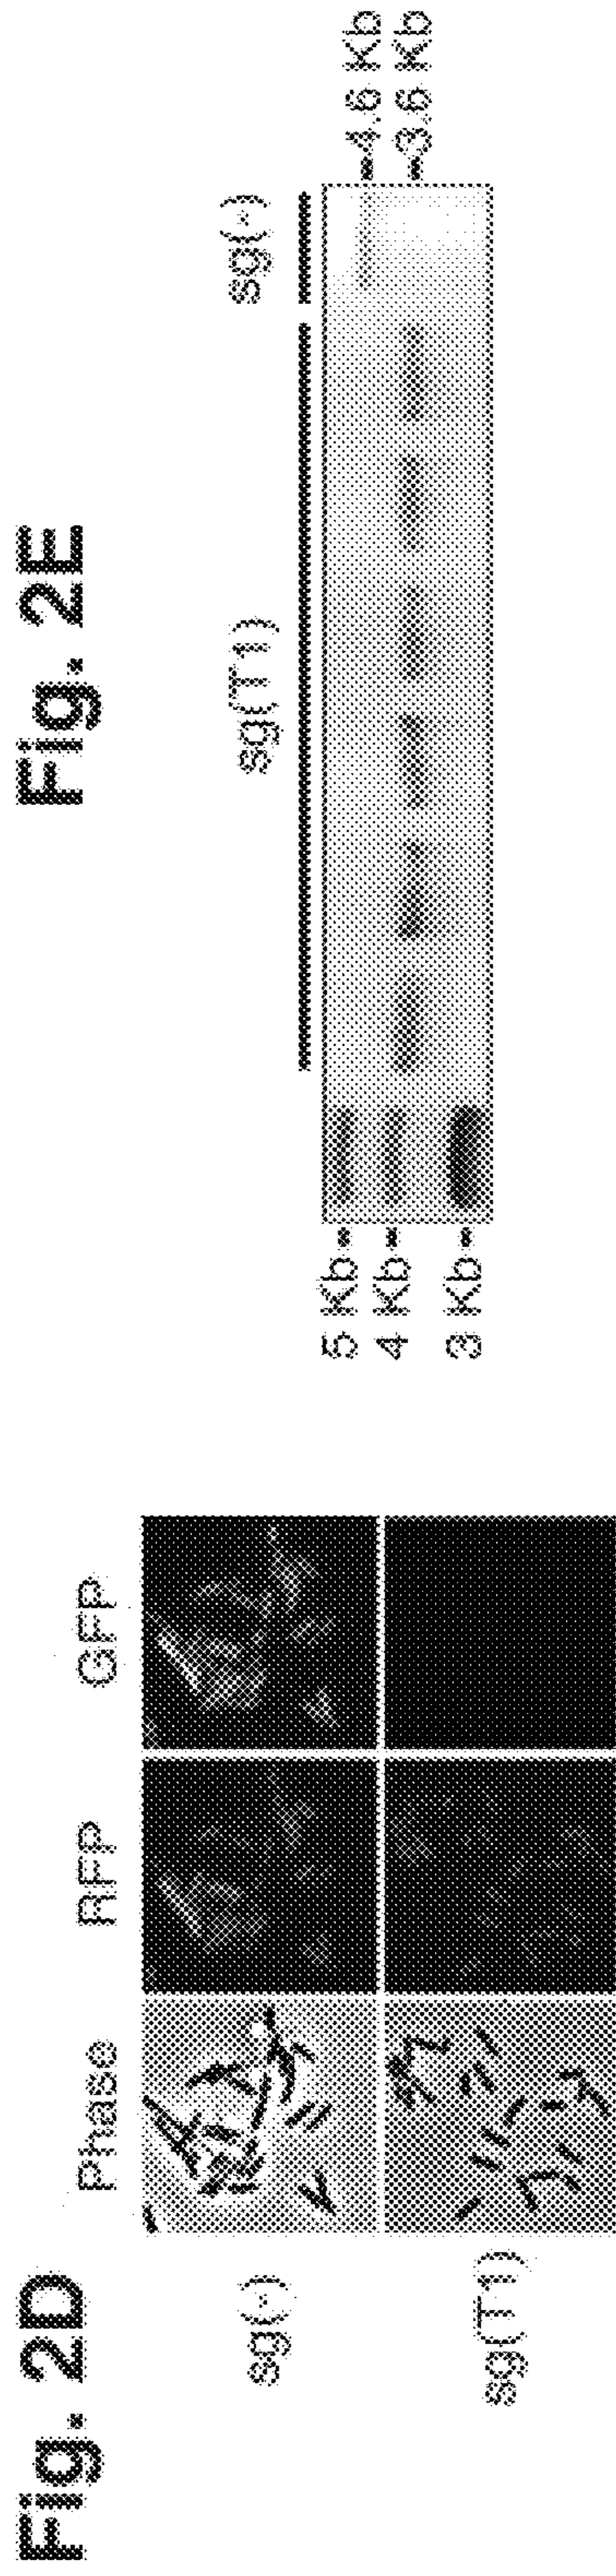 Fig. 2D
Phase RFP GFP
sg(-)
sg(T1)
Fig. 2E
sg(T1) sg(-)
5 Kb
4 Kb
3 Kb
4.6 Kb
3.6 Kb